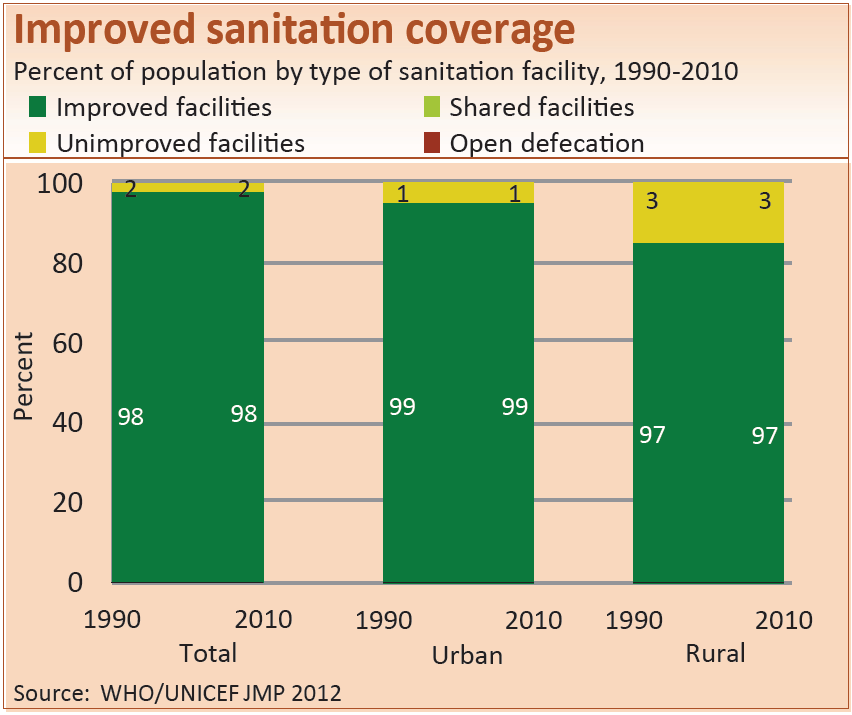 Improved sanitation coverage
Percent of population by type of sanitation facility, 1990-2010
Improved facilities Shared facilities
Unimproved facilities Open defecation
100
80
60
40
20
0
Percent
2 2
98 98
1 1
99 99
3 3
97 97
1990 2010 1990 2010 1990 2010
Total Urban Rural
Source: WHO/UNICEF JMP 2012